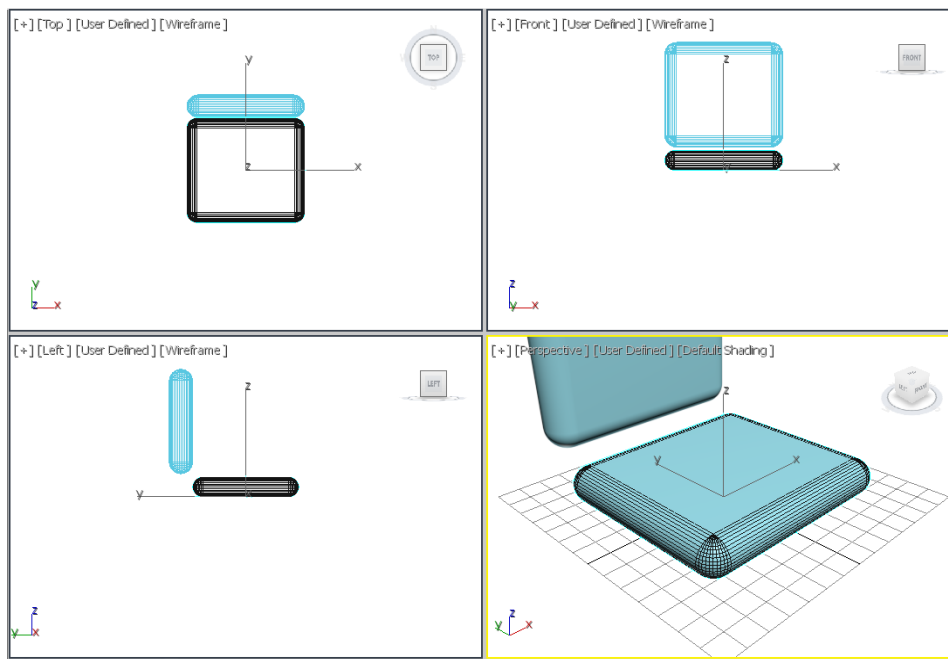 [+] [Top] [User Defined] [Wireframe]
TOP
y
z
x
y
z
x
[+] [Front] [User Defined] [Wireframe]
FRONT
z
y
x
z
y
x
[+] [Left] [User Defined] [Wireframe]
LEFT
z
y
z
y
x
[+] [Perspective] [User Defined] [Default Shading]
z
y
x
z
y
x